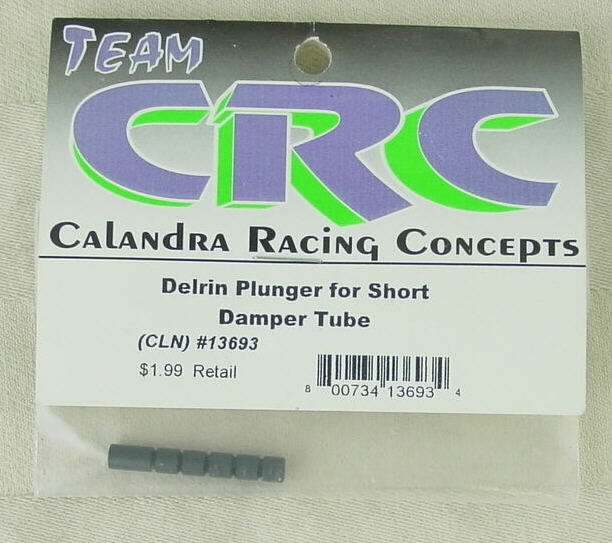 TEAM
CRC
CALANDRA RACING CONCEPTS
Delrin Plunger for Short
Damper Tube
(CLN) #13693
$1.99 Retail
8 00734 13693 4